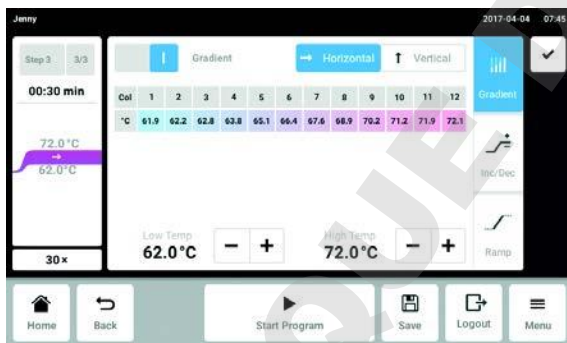 Jenny 2017-04-04 07:45
Step 3 3/3
00:30 min
72.0°C
62.0°C
30×
Gradient Horizontal Vertical
Col 1 2 3 4 5 6 7 8 9 10 11 12
°C 61.9 62.2 62.8 63.8 65.1 66.4 67.6 68.9 70.2 71.2 71.9 72.1
Low Temp High Temp
62.0°C − + 72.0°C − +
Gradient
Inc/Dec
Ramp
Home Back Start Program Save Logout Menu
QUE D